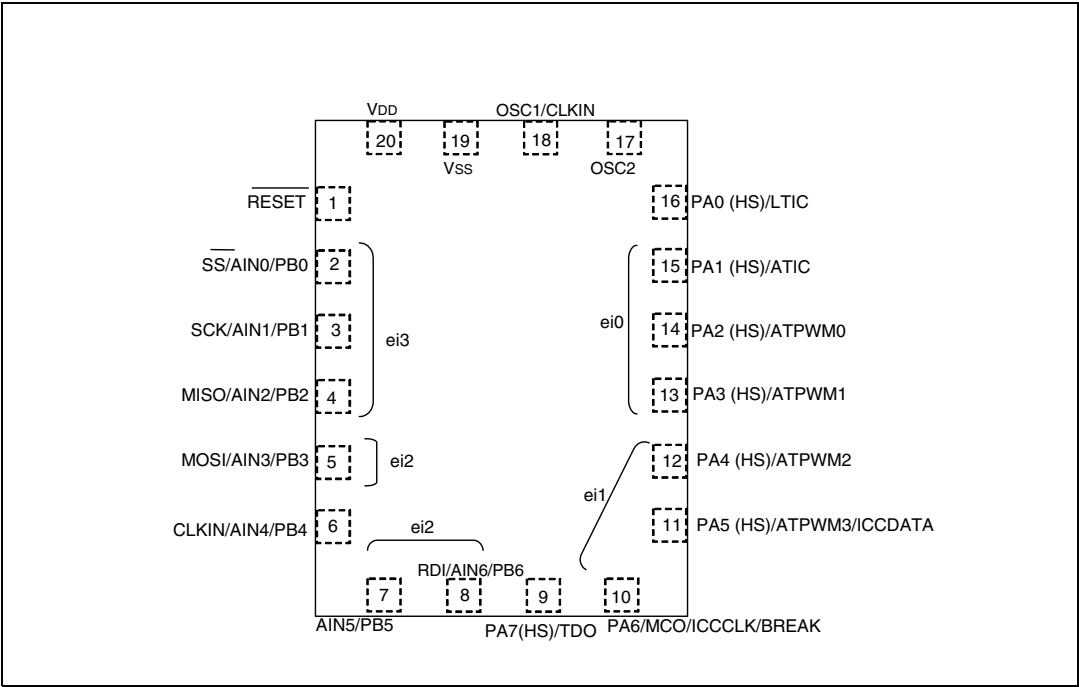 VDD
OSC1/CLKIN
20
19
18
17
VSS
OSC2
RESET
1
16
PA0 (HS)/LTIC
SS/AIN0/PB0
2
15
PA1 (HS)/ATIC
ei3
ei0
SCK/AIN1/PB1
3
14
PA2 (HS)/ATPWM0
MISO/AIN2/PB2
4
13
PA3 (HS)/ATPWM1
MOSI/AIN3/PB3
5
ei2
12
PA4 (HS)/ATPWM2
ei1
CLKIN/AIN4/PB4
6
ei2
11
PA5 (HS)/ATPWM3/ICCDATA
RDI/AIN6/PB6
7
8
9
10
AIN5/PB5
PA7(HS)/TDO
PA6/MCO/ICCCLK/BREAK